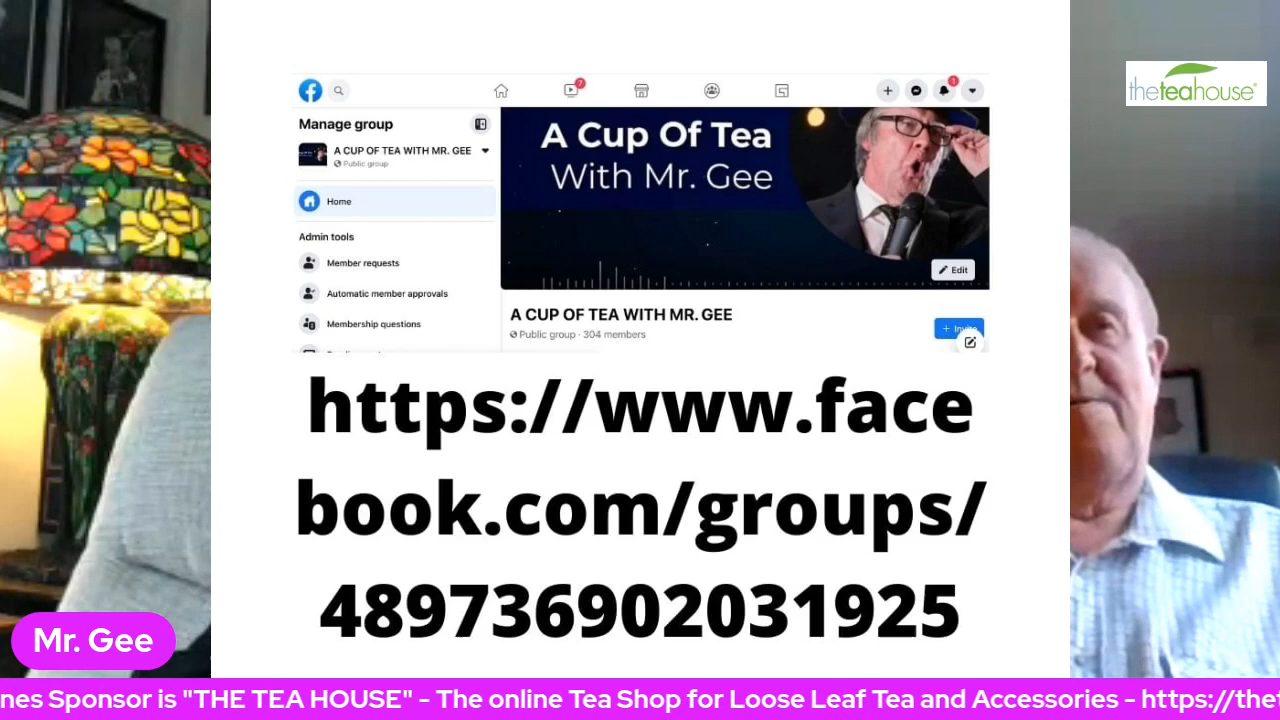 theteahouse®
7
1
Manage group
A CUP OF TEA WITH MR. GEE
Public group
Home
Admin tools
Member requests
Automatic member approvals
Membership questions
A Cup Of Tea
With Mr. Gee
Edit
A CUP OF TEA WITH MR. GEE
Public group · 304 members
+ Invite
https://www.face
book.com/groups/
489736902031925
Mr. Gee
nes Sponsor is "THE TEA HOUSE" - The online Tea Shop for Loose Leaf Tea and Accessories - https://the